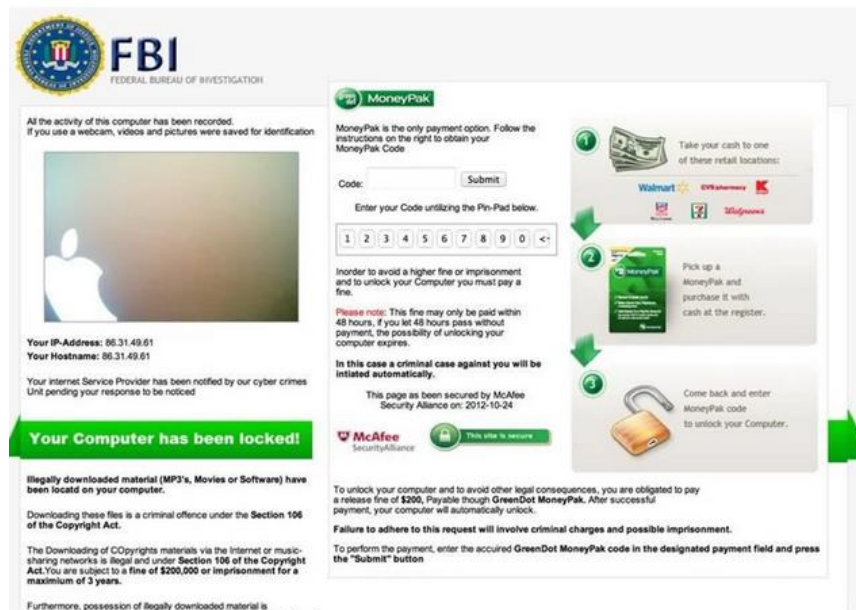 FBI
FEDERAL BUREAU OF INVESTIGATION
All the activity of this computer has been recorded.
If you use a webcam, videos and pictures were saved for identification
Your IP-Address: 86.31.49.61
Your Hostname: 86.31.49.61
Your internet Service Provider has been notified by our cyber crimes
Unit pending your response to be noticed
Your Computer has been locked!
Illegally downloaded material (MP3's, Movies or Software) have
been locatd on your computer.
Downloading these files is a criminal offence under the Section 106
of the Copyright Act.
The Downloading of COpyrights materials via the Internet or music-
sharing networks is illegal and under Section 106 of the Copyright
Act.You are subject to a fine of $200,000 or imprisonment for a
maximium of 3 years.
Furthermore, possession of illegally downloaded material is
MoneyPak
MoneyPak is the only payment option. Follow the
instructions on the right to obtain your
MoneyPak Code
Code:
Submit
Enter your Code untilizing the Pin-Pad below.
1 2 3 4 5 6 7 8 9 0 <-
Inorder to avoid a higher fine or imprisonment
and to unlock your Computer you must pay a
fine.
Please note: This fine may only be paid within
48 hours, if you let 48 hours pass without
payment, the possibility of unlocking your
computer expires.
In this case a criminal case against you will be
intiated automatically.
This page as been secured by McAfee
Security Alliance on: 2012-10-24
McAfee
SecurityAlliance
This site is secure
1
Take your cash to one
of these retail locations:
Walmart CVS/pharmacy K
7 Walgreens
2
MoneyPak
Pick up a
MoneyPak and
purchase it with
cash at the register.
3
Come back and enter
MoneyPak code
to unlock your Computer.
To unlock your computer and to avoid other legal consequences, you are obligated to pay
a release fine of $200, Payable though GreenDot MoneyPak. After successful
payment, your computer will automatically unlock.
Failure to adhere to this request will involve criminal charges and possible imprisonment.
To perform the payment, enter the accuired GreenDot MoneyPak code in the designated payment field and press
the "Submit" button